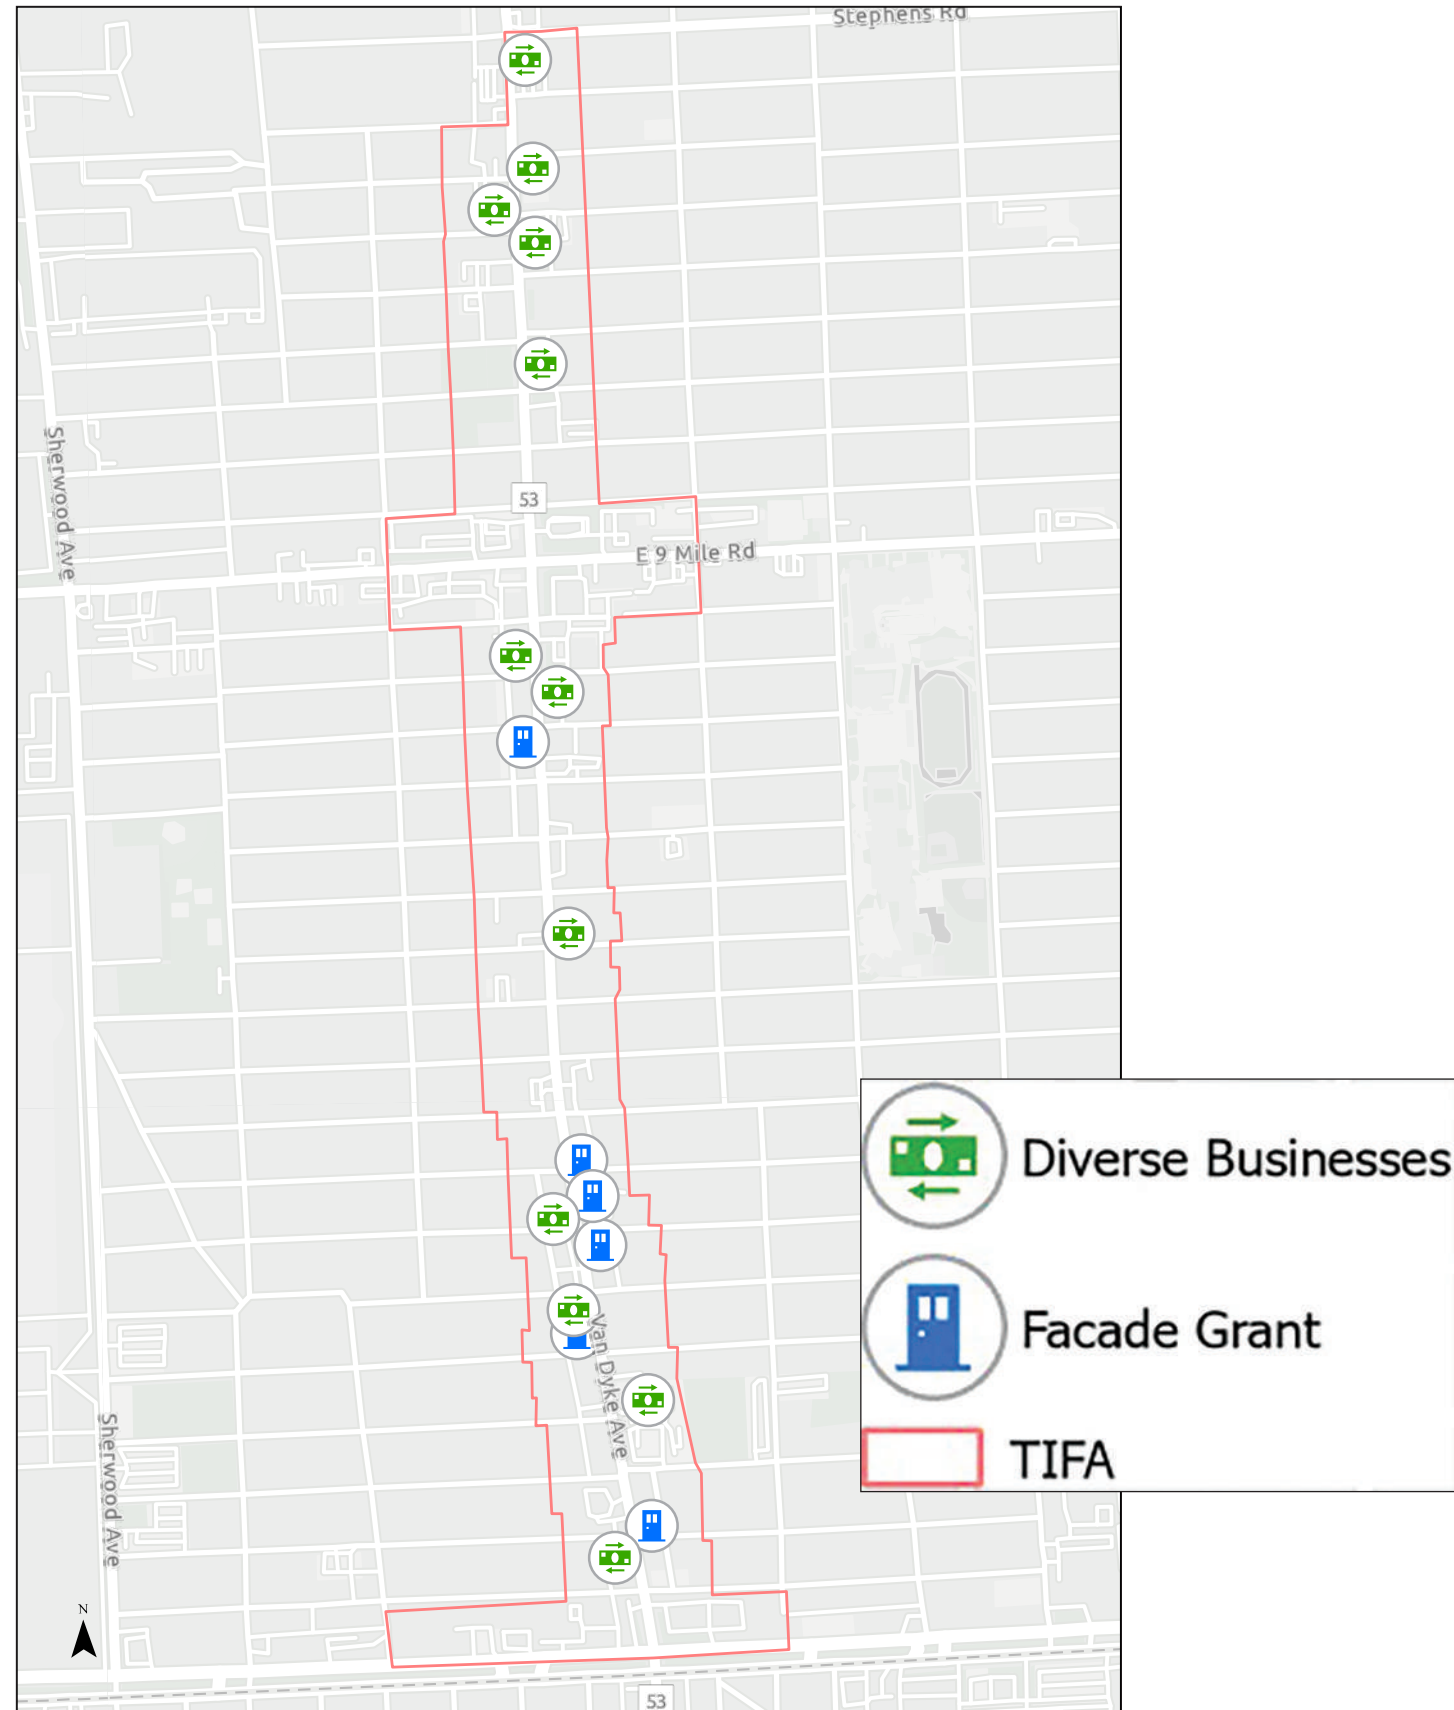 Stephens Rd
Sherwood Ave
53
E 9 Mile Rd
Diverse Businesses
Facade Grant
TIFA
Van Dyke Ave
Sherwood Ave
N
53